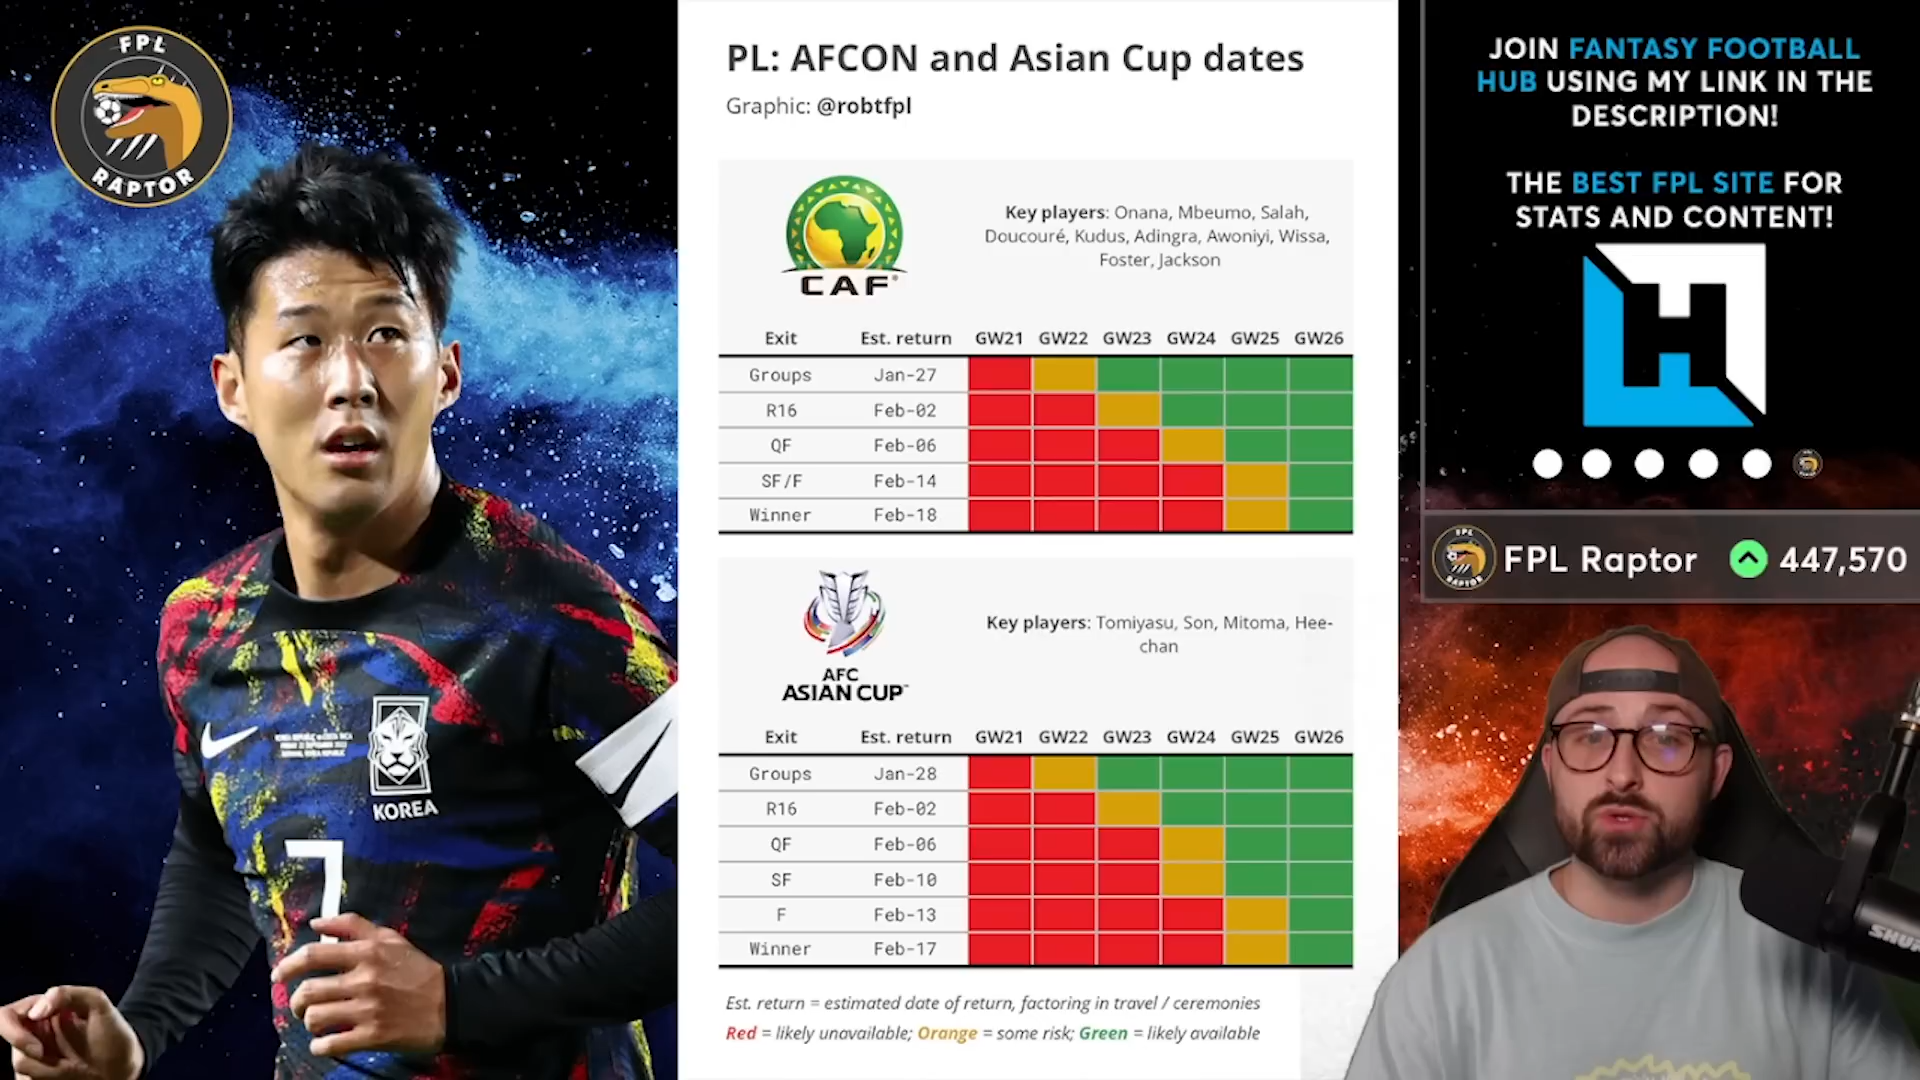 FPL
RAPTOR
PL: AFCON and Asian Cup dates
Graphic: @robtfpl
CAF
Key players: Onana, Mbeumo, Salah,
Doucouré, Kudus, Adingra, Awoniyi, Wissa,
Foster, Jackson
Exit Est. return GW21 GW22 GW23 GW24 GW25 GW26
Groups Jan-27
R16 Feb-02
QF Feb-06
SF/F Feb-14
Winner Feb-18
AFC
ASIAN CUP
Key players: Tomiyasu, Son, Mitoma, Hee-
chan
Exit Est. return GW21 GW22 GW23 GW24 GW25 GW26
Groups Jan-28
R16 Feb-02
QF Feb-06
SF Feb-10
F Feb-13
Winner Feb-17
Est. return = estimated date of return, factoring in travel / ceremonies
Red = likely unavailable; Orange = some risk; Green = likely available
KOREA
7
JOIN FANTASY FOOTBALL
HUB USING MY LINK IN THE
DESCRIPTION!
THE BEST FPL SITE FOR
STATS AND CONTENT!
FPL
RAPTOR
FPL Raptor 447,570